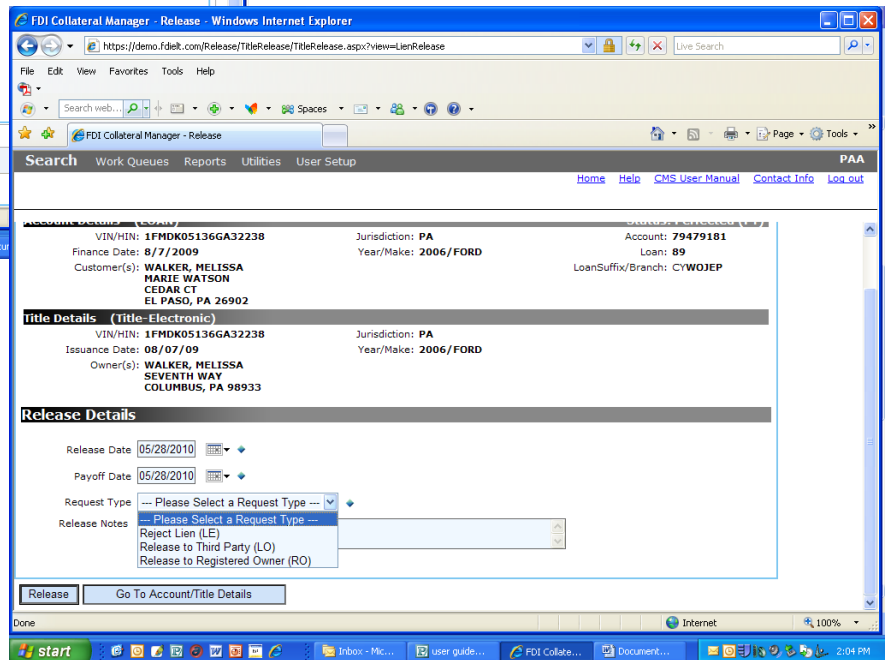 FDI Collateral Manager - Release - Windows Internet Explorer
https://demo.fdielt.com/Release/TitleRelease/TitleRelease.aspx?view=LienRelease
Live Search
File Edit View Favorites Tools Help
Search web...
Spaces
FDI Collateral Manager - Release
Page Tools
Search Work Queues Reports Utilities User Setup PAA
Home Help CMS User Manual Contact Info Log out
Account Details (LOAN) Status: Perfected (PT)
VIN/HIN: 1FMDK05136GA32238 Jurisdiction: PA Account: 79479181
Finance Date: 8/7/2009 Year/Make: 2006/FORD Loan: 89
Customer(s): WALKER, MELISSA LoanSuffix/Branch: CYWOJEP
MARIE WATSON
CEDAR CT
EL PASO, PA 26902
Title Details (Title-Electronic)
VIN/HIN: 1FMDK05136GA32238 Jurisdiction: PA
Issuance Date: 08/07/09 Year/Make: 2006/FORD
Owner(s): WALKER, MELISSA
SEVENTH WAY
COLUMBUS, PA 98933
Release Details
Release Date 05/28/2010
Payoff Date 05/28/2010
Request Type --- Please Select a Request Type ---
Release Notes --- Please Select a Request Type ---
Reject Lien (LE)
Release to Third Party (LO)
Release to Registered Owner (RO)
Release Go To Account/Title Details
Done Internet 100%
start Inbox - Mic... user guide... FDI Collate... Document... 2:04 PM